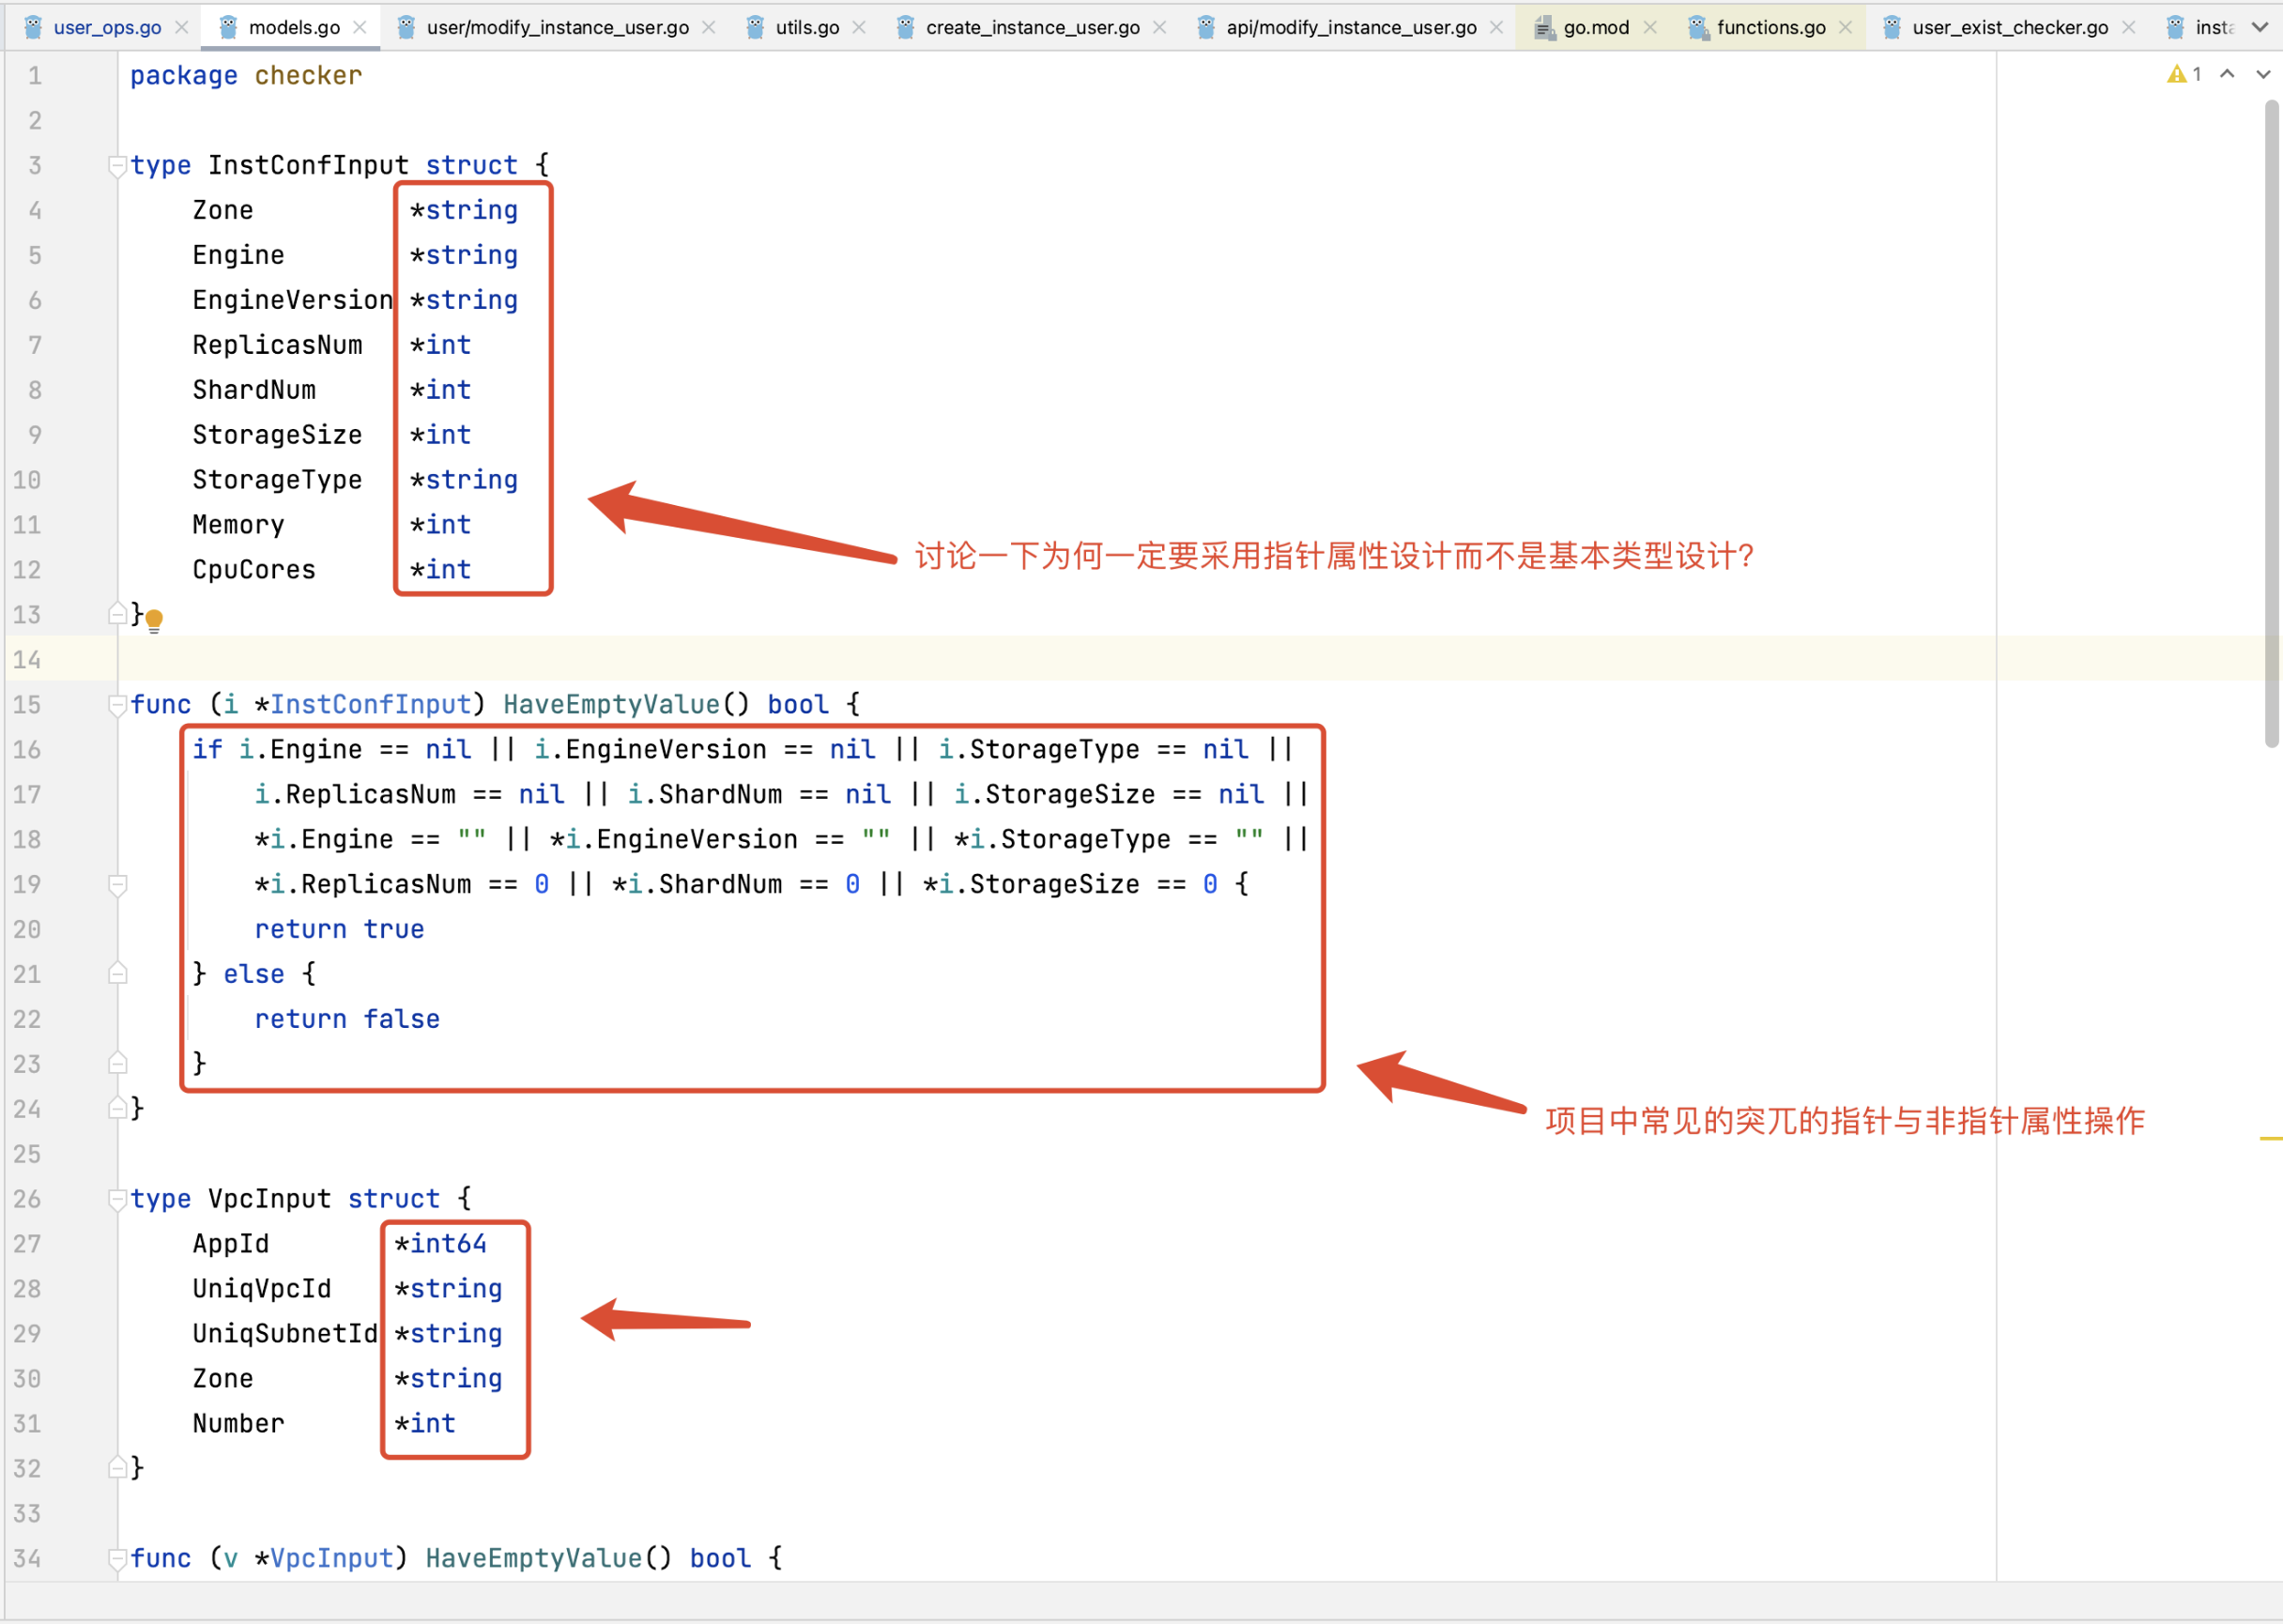 user_ops.go models.go user/modify_instance_user.go utils.go create_instance_user.go api/modify_instance_user.go go.mod functions.go user_exist_checker.go insta
1 package checker
1
2
3 type InstConfInput struct {
4 Zone *string
5 Engine *string
6 EngineVersion *string
7 ReplicasNum *int
8 ShardNum *int
9 StorageSize *int
10 StorageType *string
11 Memory *int
讨论一下为何一定要采用指针属性设计而不是基本类型设计?
12 CpuCores *int
13 }
14
15 func (i *InstConfInput) HaveEmptyValue() bool {
16 if i.Engine == nil || i.EngineVersion == nil || i.StorageType == nil ||
17 i.ReplicasNum == nil || i.ShardNum == nil || i.StorageSize == nil ||
18 *i.Engine == "" || *i.EngineVersion == "" || *i.StorageType == "" ||
19 *i.ReplicasNum == 0 || *i.ShardNum == 0 || *i.StorageSize == 0 {
20 return true
21 } else {
22 return false
23 }
24 }
项目中常见的突兀的指针与非指针属性操作
25
26 type VpcInput struct {
27 AppId *int64
28 UniqVpcId *string
29 UniqSubnetId *string
30 Zone *string
31 Number *int
32 }
33
34 func (v *VpcInput) HaveEmptyValue() bool {